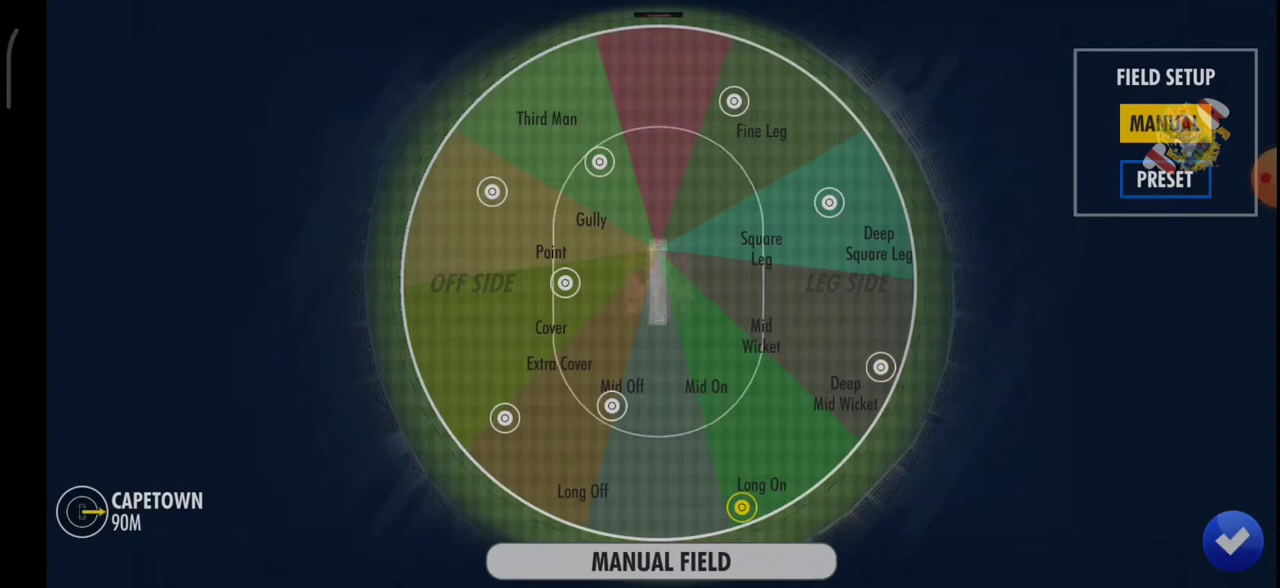 FIELD SETUP
MANUAL
PRESET
Third Man
Fine Leg
Gully
Point
Square
Leg
Deep
Square Leg
OFF SIDE
LEG SIDE
Cover
Mid
Wicket
Extra Cover
Mid Off
Mid On
Deep
Mid Wicket
Long Off
Long On
CAPETOWN
90M
MANUAL FIELD